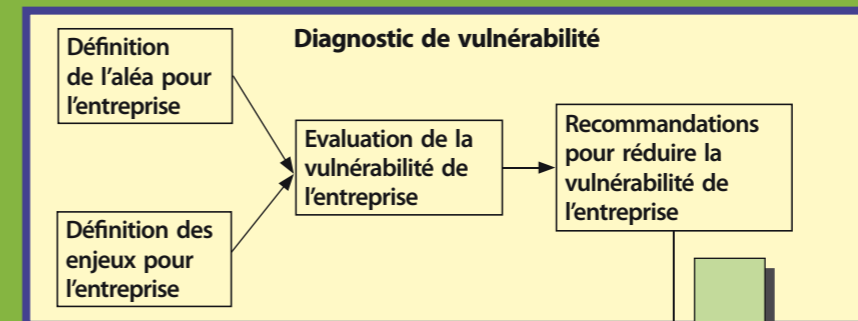 Diagnostic de vulnérabilité
Définition
de l'aléa pour
l'entreprise
Définition des
enjeux pour
l'entreprise
Evaluation de la
vulnérabilité de
l'entreprise
Recommandations
pour réduire la
vulnérabilité de
l'entreprise